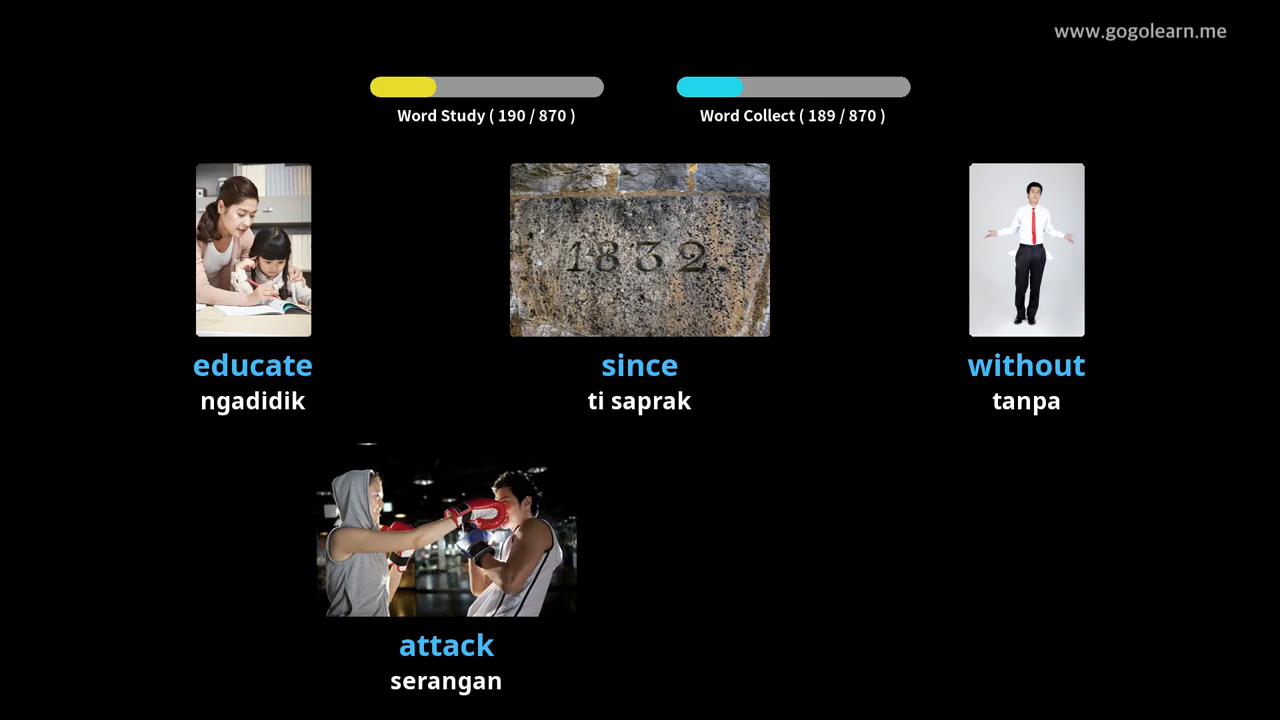 www.gogolearn.me
Word Study ( 190 / 870 )
Word Collect ( 189 / 870 )
1832.
educate
ngadidik
since
ti saprak
without
tanpa
attack
serangan